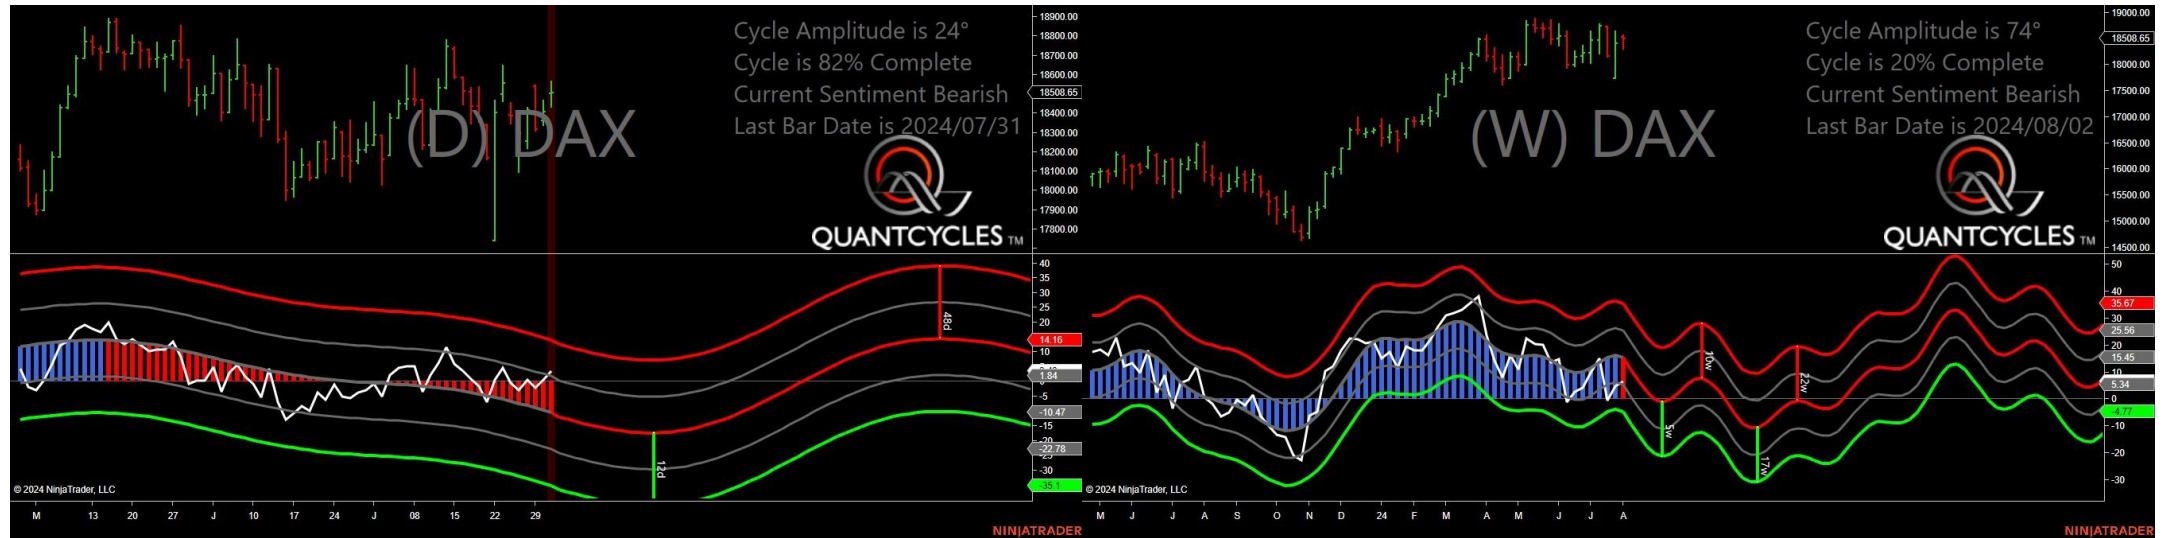 Cycle Amplitude is 24°
Cycle is 82% Complete
Current Sentiment Bearish
Last Bar Date is 2024/07/31
(D) DAX
QUANTCYCLES TM
18900.00
18800.00
18700.00
18600.00
18508.65
18400.00
18300.00
18200.00
18100.00
18000.00
17900.00
17800.00
40
35
30
25
20
14.16
10
1.84
-5
-10.47
-15
-22.78
-30
-35.1
48d
12d
© 2024 NinjaTrader, LLC
M 13 20 27 J 10 17 24 J 08 15 22 29
NINJATRADER
Cycle Amplitude is 74°
Cycle is 20% Complete
Current Sentiment Bearish
Last Bar Date is 2024/08/02
(W) DAX
QUANTCYCLES TM
19000.00
18508.65
18000.00
17500.00
17000.00
16500.00
16000.00
15500.00
15000.00
14500.00
50
40
35.67
30
25.56
20
15.45
5.34
0
-4.77
-10
-20
-30
10w
22w
5w
17w
© 2024 NinjaTrader, LLC
M J J A S O N D 24 F M A M J J A
NINJATRADER